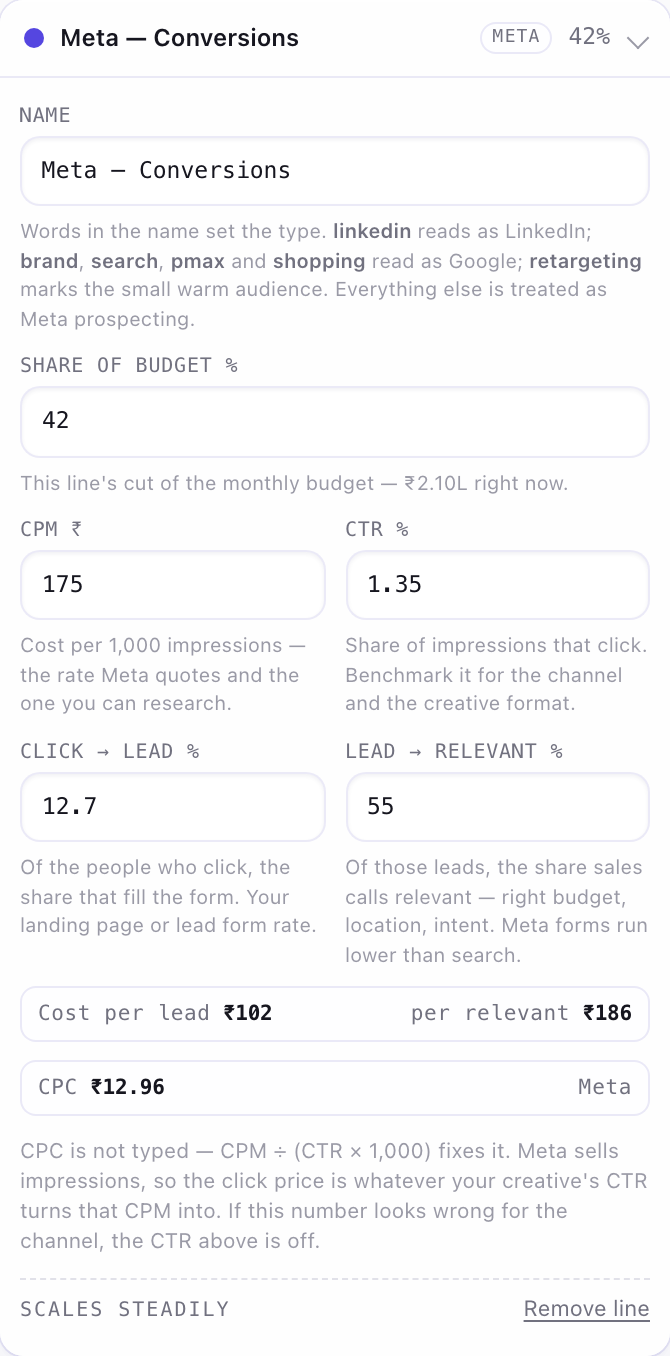 Meta — Conversions META 42%
NAME
Meta — Conversions
Words in the name set the type. linkedin reads as LinkedIn;
brand, search, pmax and shopping read as Google; retargeting
marks the small warm audience. Everything else is treated as
Meta prospecting.
SHARE OF BUDGET %
42
This line's cut of the monthly budget — ₹2.10L right now.
CPM ₹
175
Cost per 1,000 impressions —
the rate Meta quotes and the
one you can research.
CTR %
1.35
Share of impressions that click.
Benchmark it for the channel
and the creative format.
CLICK → LEAD %
12.7
Of the people who click, the
share that fill the form. Your
landing page or lead form rate.
LEAD → RELEVANT %
55
Of those leads, the share sales
calls relevant — right budget,
location, intent. Meta forms run
lower than search.
Cost per lead ₹102 per relevant ₹186
CPC ₹12.96 Meta
CPC is not typed — CPM ÷ (CTR × 1,000) fixes it. Meta sells
impressions, so the click price is whatever your creative's CTR
turns that CPM into. If this number looks wrong for the
channel, the CTR above is off.
SCALES STEADILY Remove line